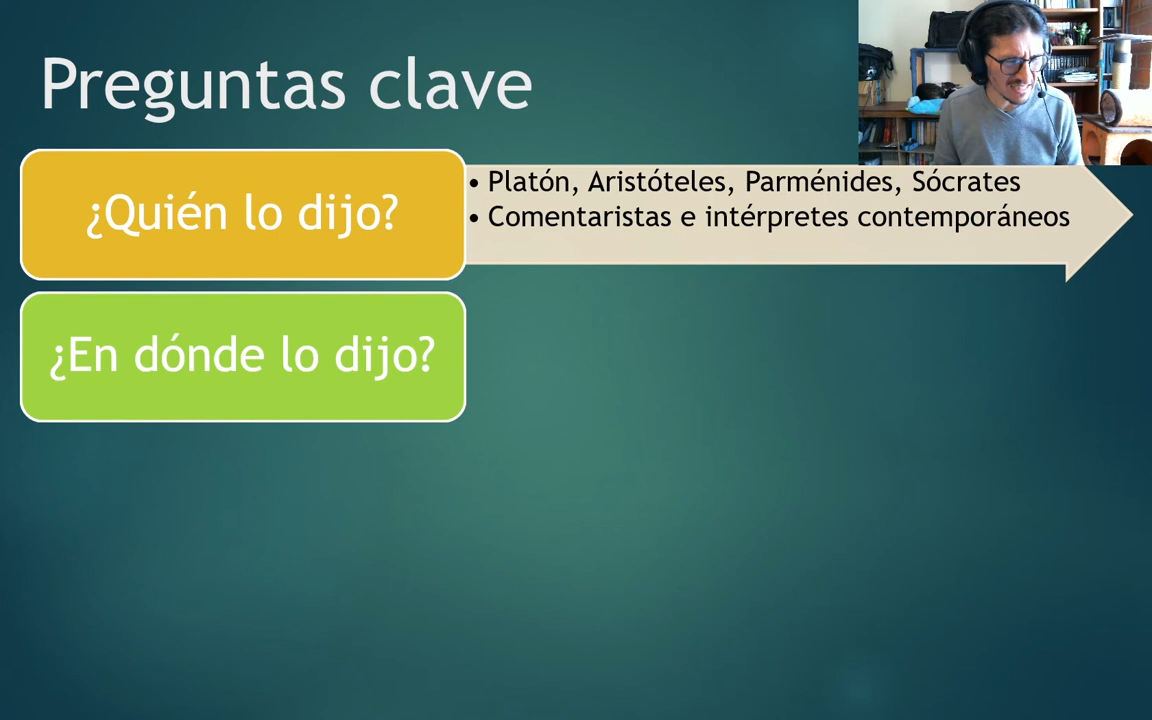 Preguntas clave
¿Quién lo dijo?
• Platón, Aristóteles, Parménides, Sócrates
• Comentaristas e intérpretes contemporáneos
¿En dónde lo dijo?